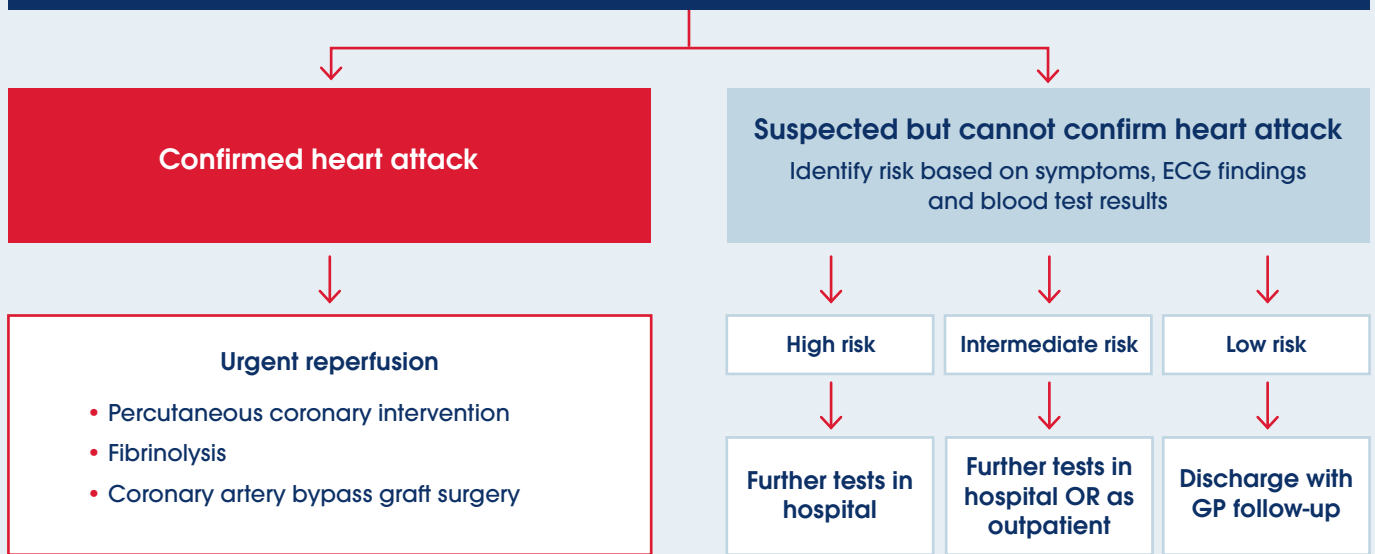 Confirmed heart attack
Suspected but cannot confirm heart attack
Identify risk based on symptoms, ECG findings
and blood test results
Urgent reperfusion
• Percutaneous coronary intervention
• Fibrinolysis
• Coronary artery bypass graft surgery
High risk
Intermediate risk
Low risk
Further tests in
hospital
Further tests in
hospital OR as
outpatient
Discharge with
GP follow-up